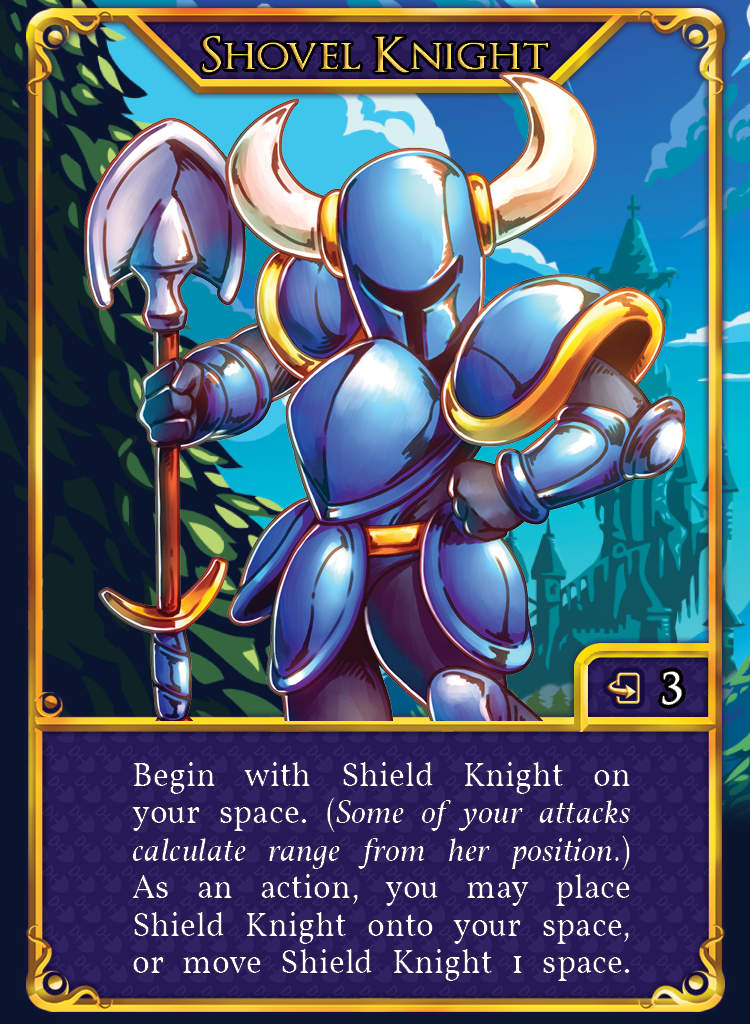 Shovel Knight
3
Begin with Shield Knight on
your space. (Some of your attacks
calculate range from her position.)
As an action, you may place
Shield Knight onto your space,
or move Shield Knight 1 space.